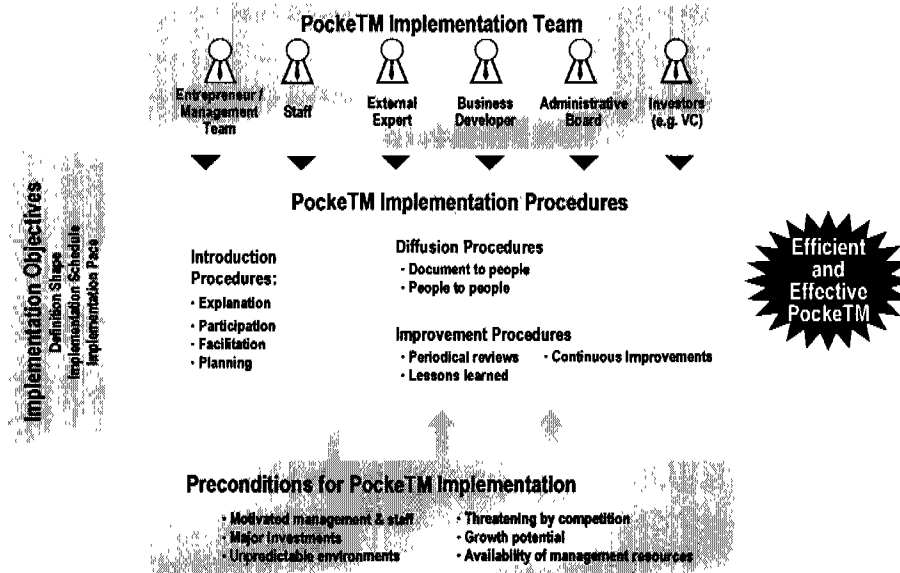 PockeTM Implementation Team
Entrepreneur /
Management
Team
Staff
External
Expert
Business
Developer
Administrative
Board
Investors
(e.g. VC)
Implementation Objectives
Definition Shape
Implementation Schedule
Implementation Pace
PockeTM Implementation Procedures
Introduction
Procedures:
· Explanation
· Participation
· Facilitation
· Planning
Diffusion Procedures
· Document to people
· People to people
Improvement Procedures
· Periodical reviews
· Lessons learned
· Continuous Improvements
Efficient
and
Effective
PockeTM
Preconditions for PockeTM Implementation
· Motivated management & staff
· Major Investments
· Unpredictable environments
· Threatening by competition
· Growth potential
· Availability of management resources